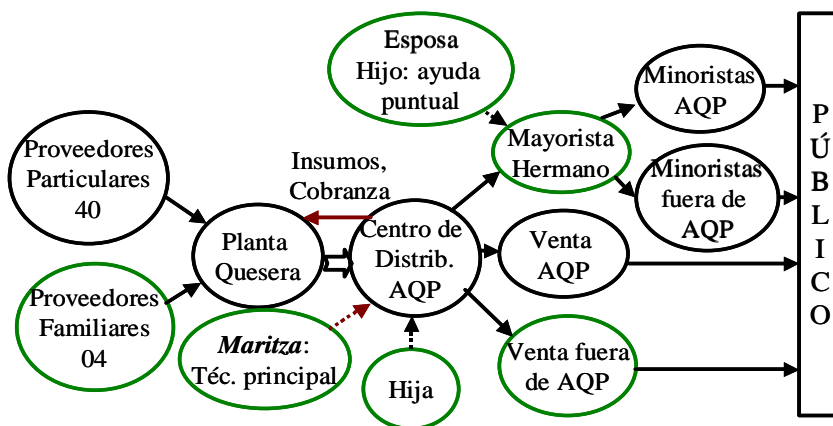 Esposa
Hijo: ayuda
puntual
Minoristas
AQP
Mayorista
Hermano
Minoristas
fuera de
AQP
Proveedores
Particulares
40
Insumos,
Cobranza
Planta
Quesera
Centro de
Distrib.
AQP
Venta
AQP
Proveedores
Familiares
04
Maritza:
Téc. principal
Hija
Venta fuera
de AQP
P
Ú
B
L
I
C
O